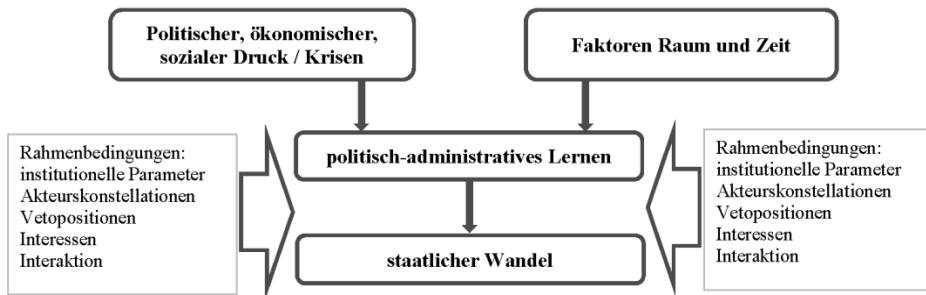 Politischer, ökonomischer,
sozialer Druck / Krisen
Faktoren Raum und Zeit
Rahmenbedingungen:
institutionelle Parameter
Akteurskonstellationen
Vetopositionen
Interessen
Interaktion
politisch-administratives Lernen
staatlicher Wandel
Rahmenbedingungen:
institutionelle Parameter
Akteurskonstellationen
Vetopositionen
Interessen
Interaktion